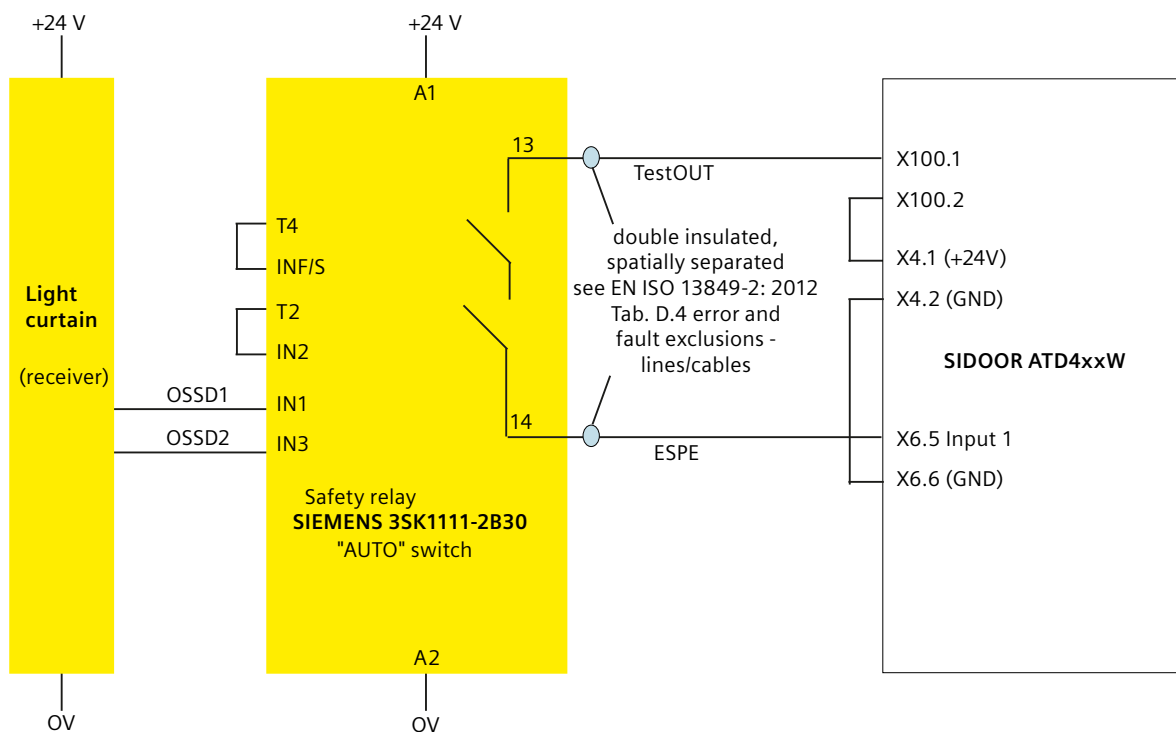 +24 V
+24 V
A1
13
TestOUT
X100.1
X100.2
X4.1 (+24V)
X4.2 (GND)
T4
INF/S
T2
IN2
double insulated,
spatially separated
see EN ISO 13849-2: 2012
Tab. D.4 error and
fault exclusions -
lines/cables
Light
curtain
(receiver)
SIDOOR ATD4xxW
OSSD1
IN1
OSSD2
IN3
14
ESPE
X6.5 Input 1
X6.6 (GND)
Safety relay
SIEMENS 3SK1111-2B30
"AUTO" switch
A2
OV
OV